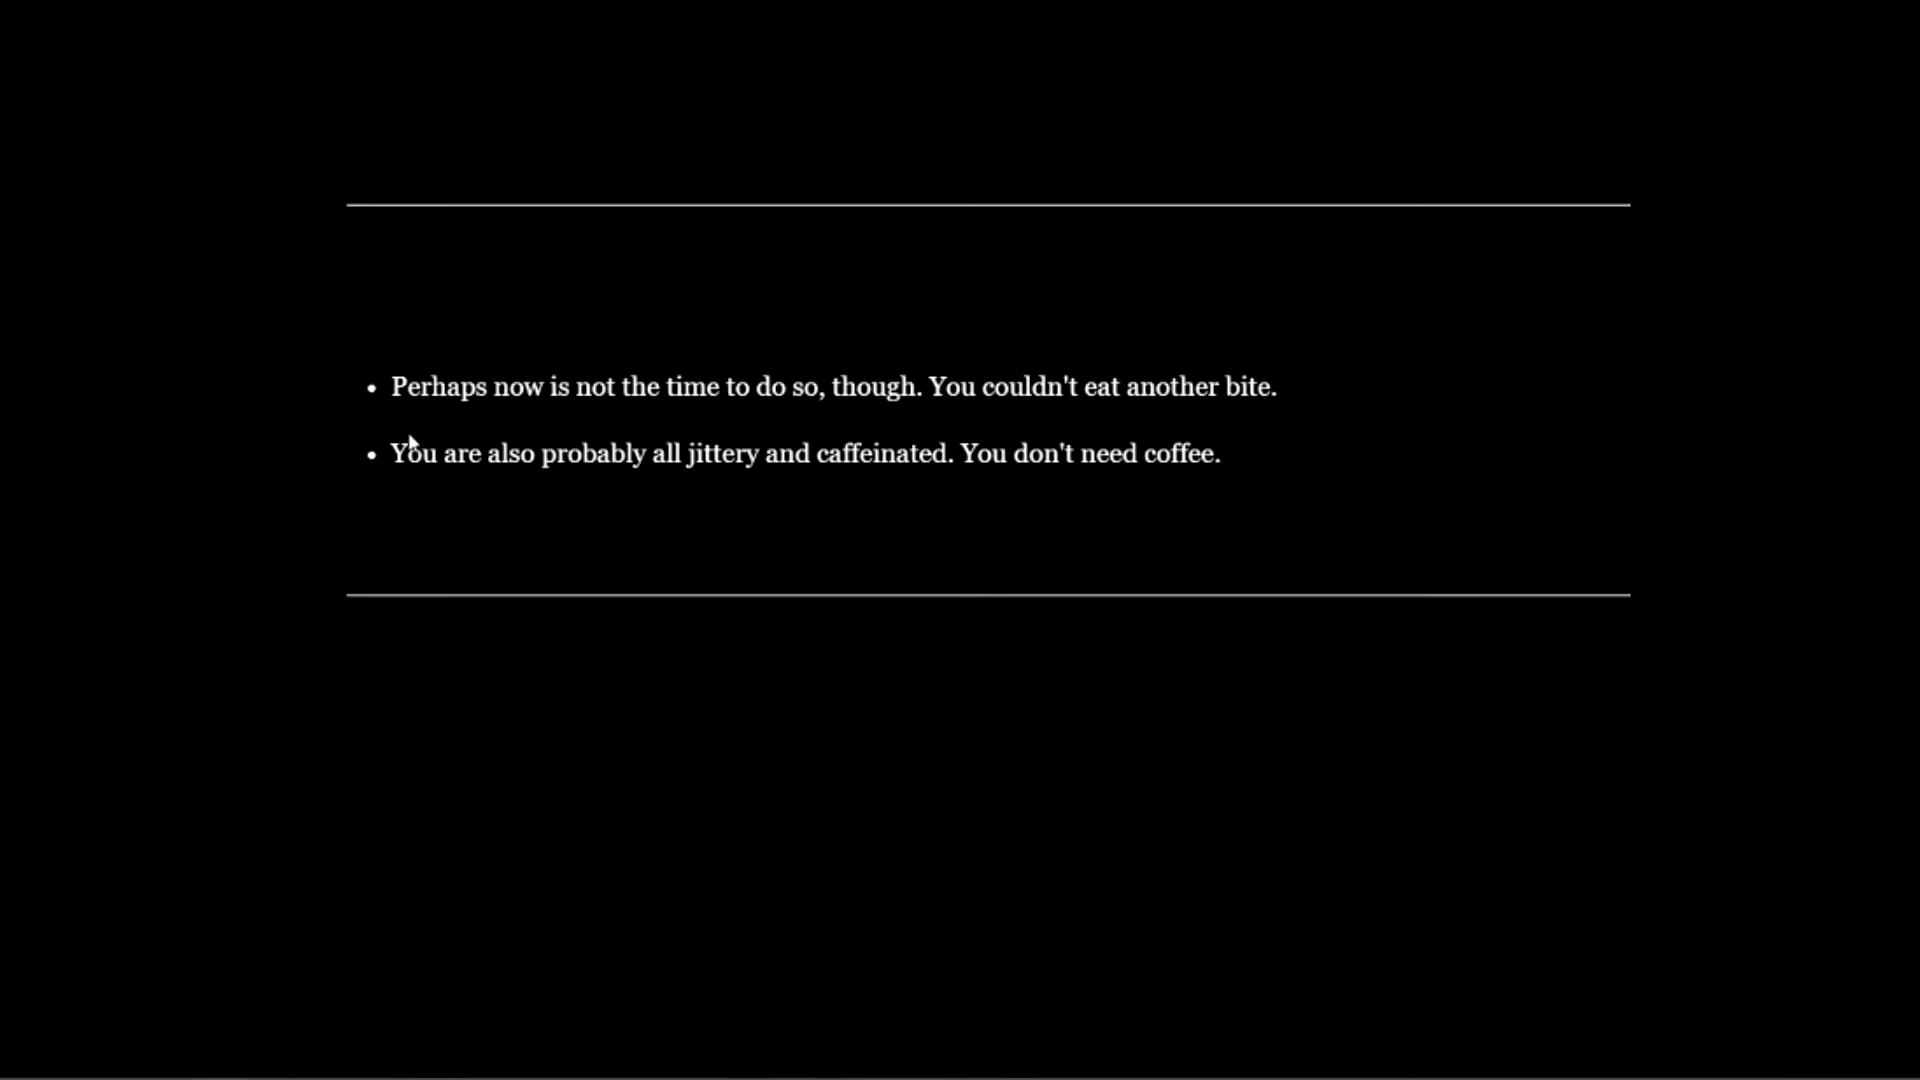 • Perhaps now is not the time to do so, though. You couldn't eat another bite.
• You are also probably all jittery and caffeinated. You don't need coffee.